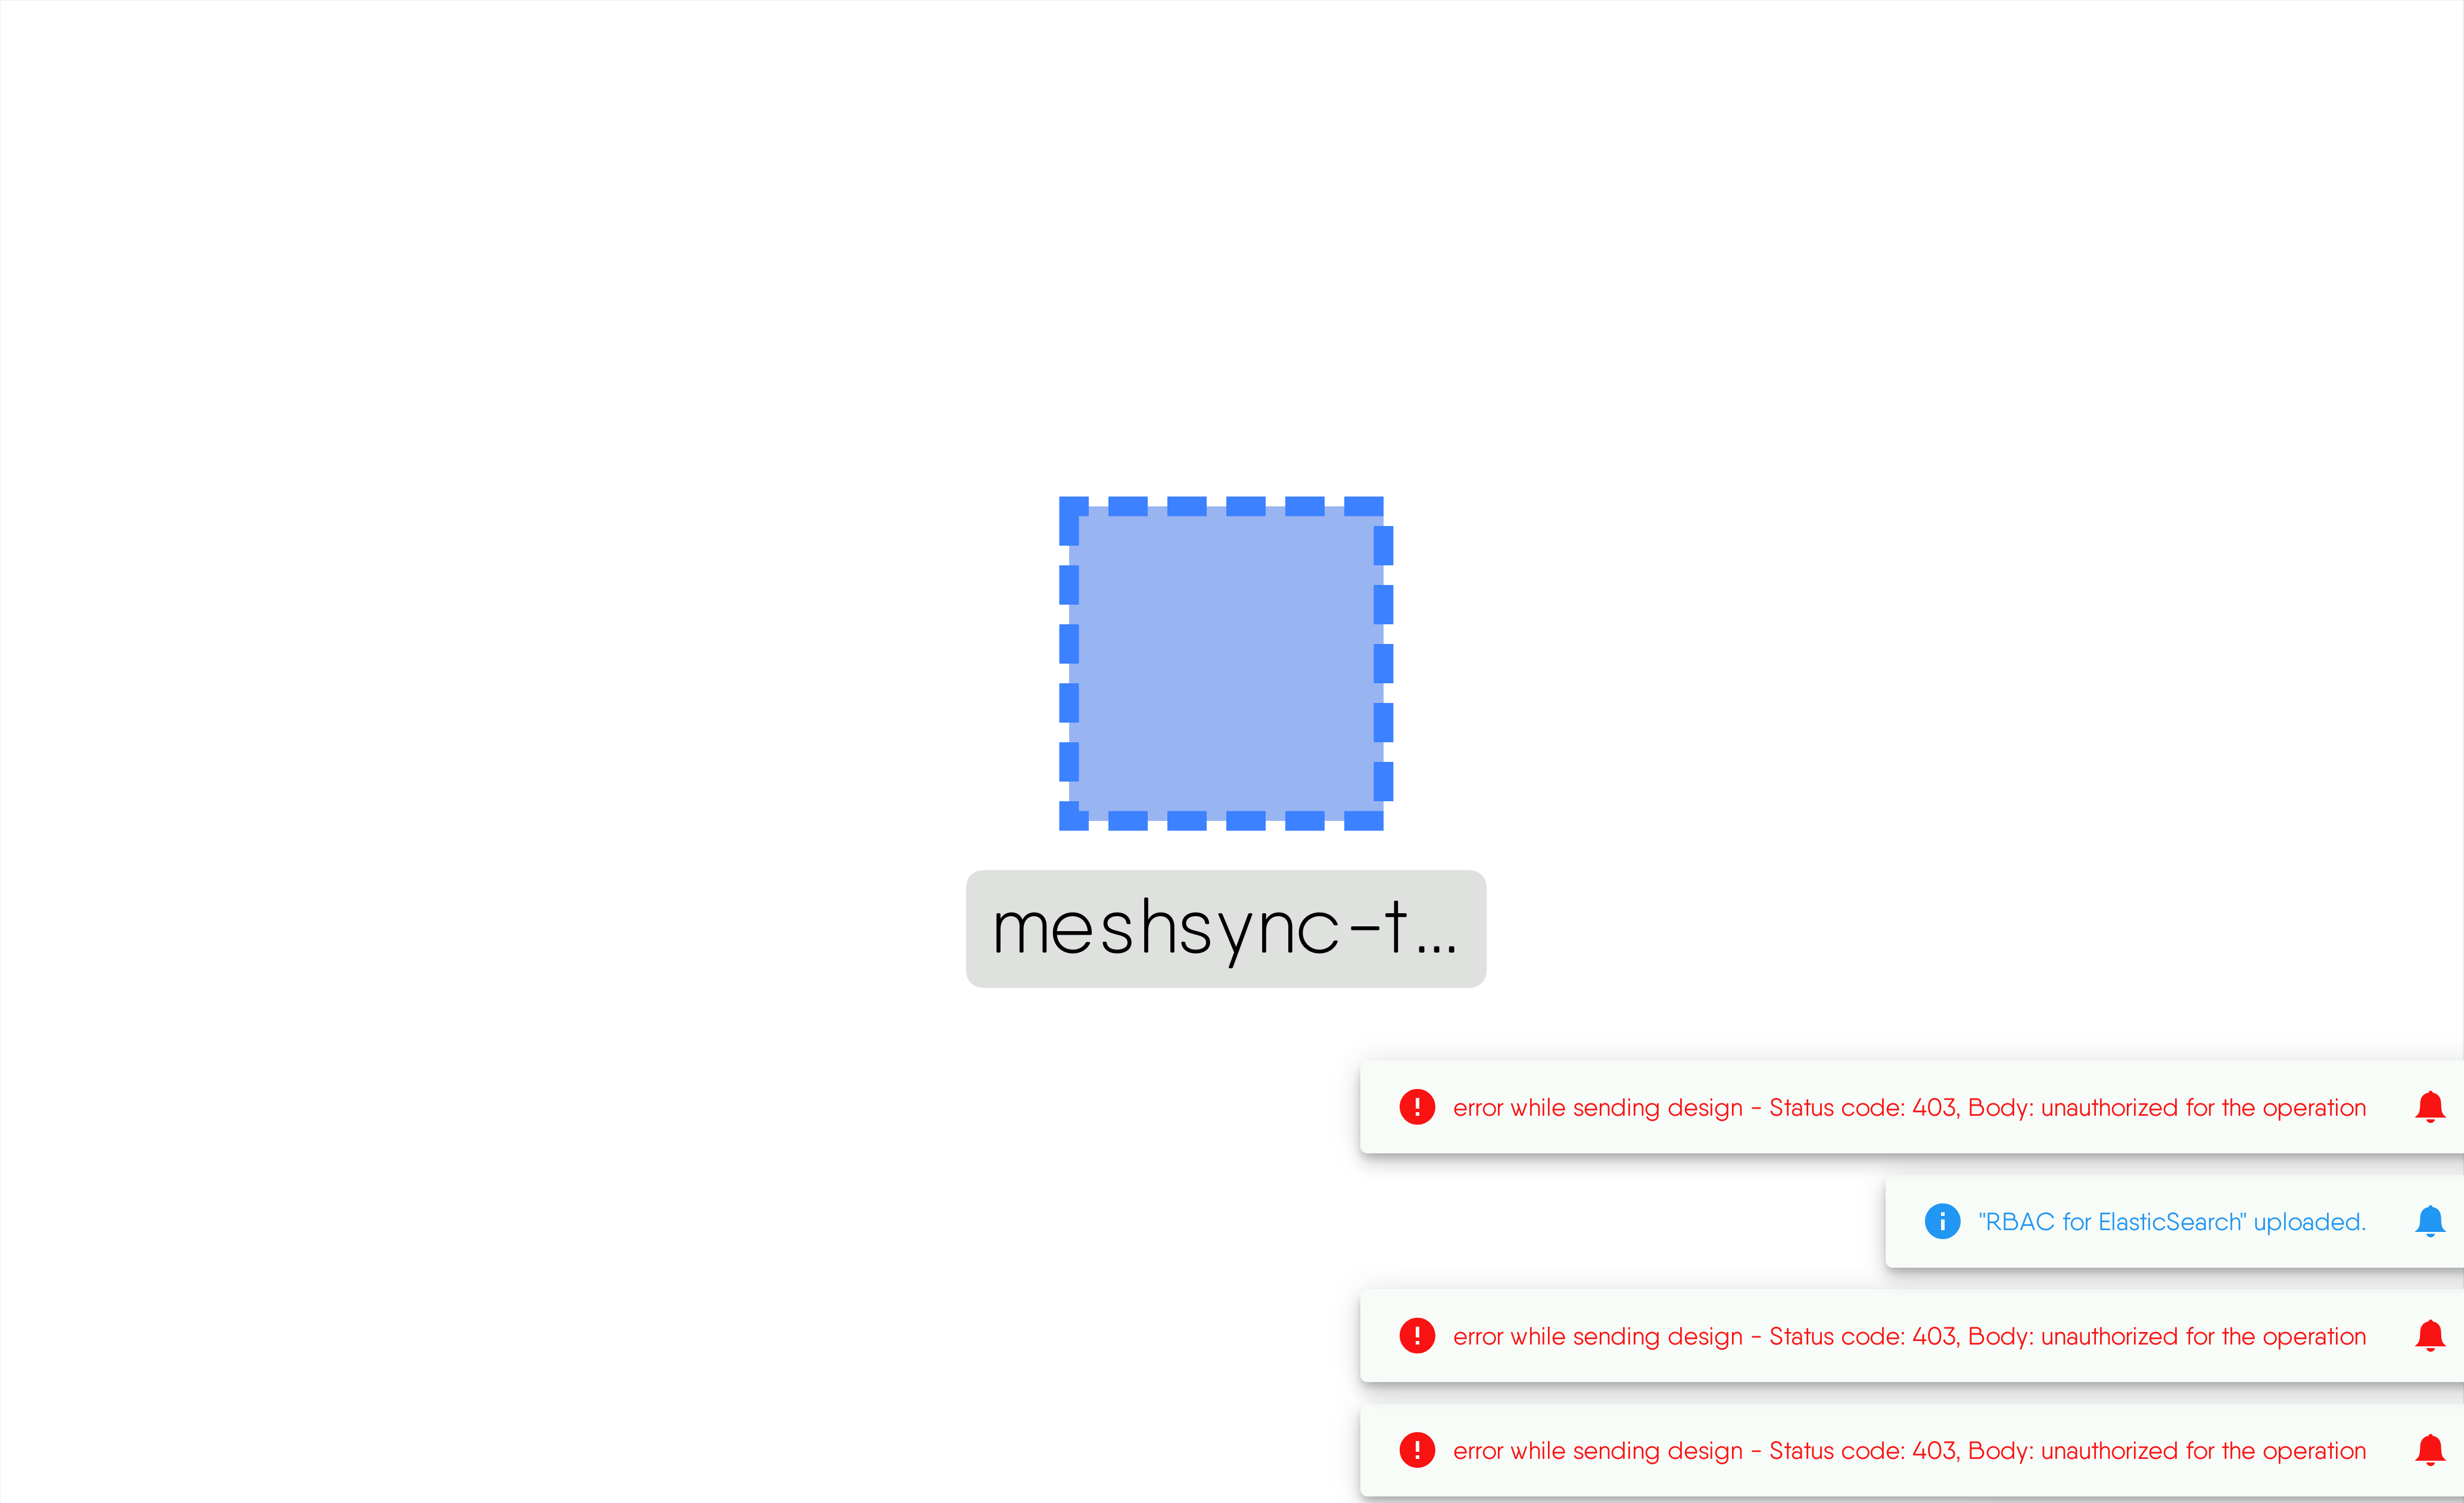 meshsync-t...
error while sending design - Status code: 403, Body: unauthorized for the operation
"RBAC for ElasticSearch" uploaded.
error while sending design - Status code: 403, Body: unauthorized for the operation
error while sending design - Status code: 403, Body: unauthorized for the operation